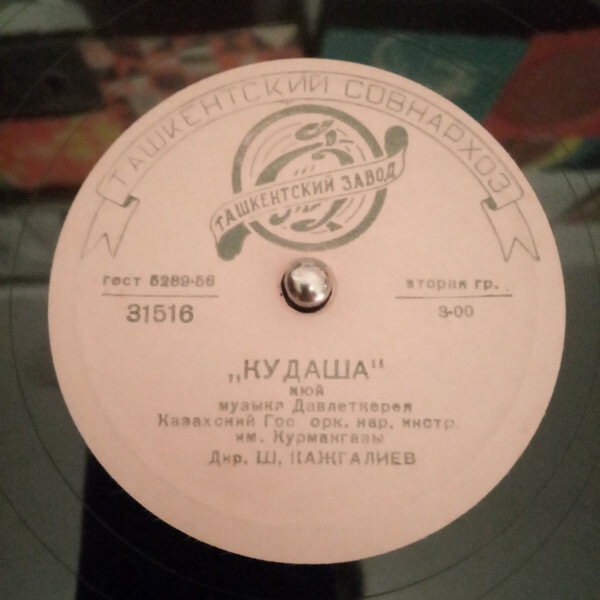 ТАШКЕНТСКИЙ СОВНАРХОЗ
ТАШКЕНТСКИЙ ЗАВОД
гост 5289-56
вторая гр.
31516
3-00
„КУДАША“
кюй
музыка Давлеткерея
Казахский Гос орк. нар. инстр.
им. Курмангазы
Дир. Ш. КАЖГАЛИЕВ